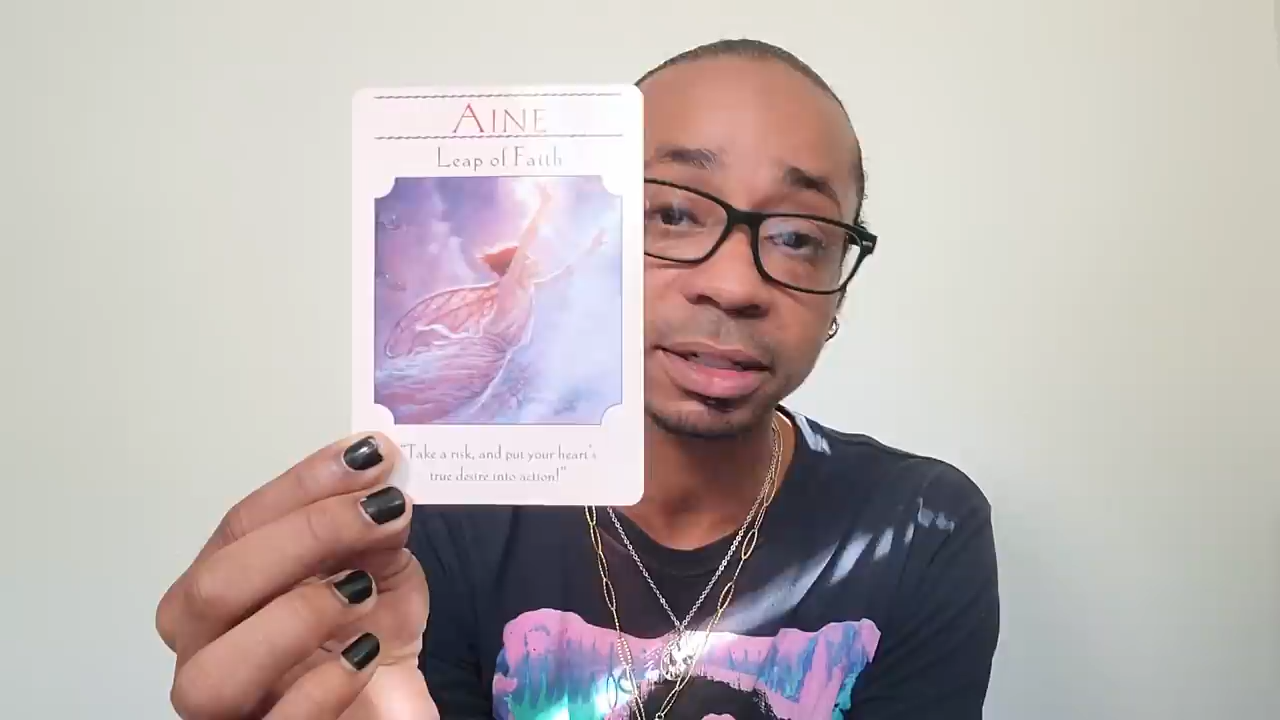 AINE
Leap of Faith
"Take a risk, and put your heart's
true desire into action!"